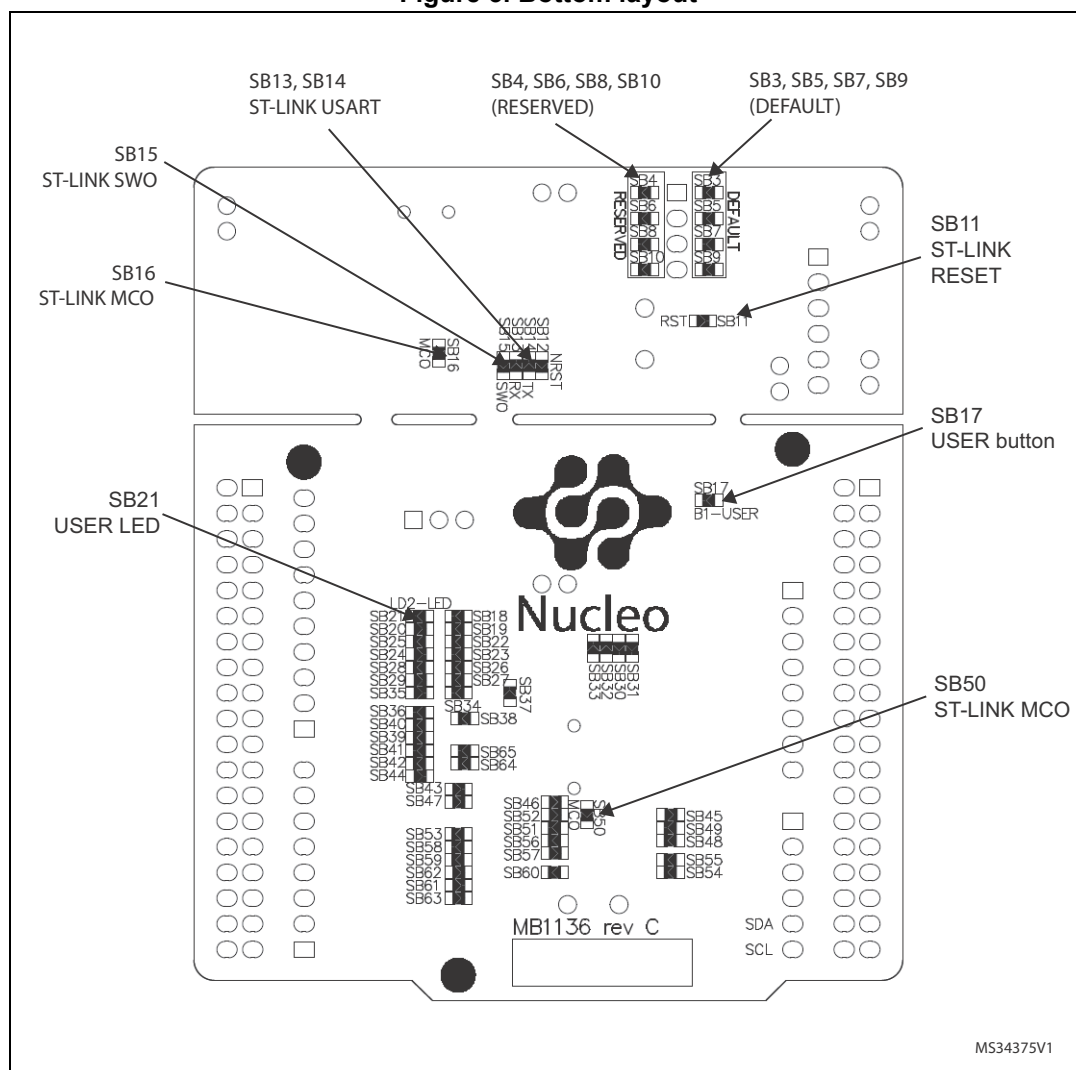 SB13, SB14
ST-LINK USART
SB4, SB6, SB8, SB10
(RESERVED)
SB3, SB5, SB7, SB9
(DEFAULT)
SB15
ST-LINK SWO
SB16
ST-LINK MCO
SB11
ST-LINK
RESET
SB17
USER button
SB21
USER LED
SB50
ST-LINK MCO
SB4
SB6
SB8
SB10
RESERVED
SB3
SB5
SB7
SB9
DEFAULT
RST
SB11
SB15
SB13
SB14
SB12
SWO
RX
TX
NRST
MCO
SB16
SB17
B1-USER
Nucleo
LD2-LED
SB21
SB20
SB25
SB24
SB28
SB29
SB35
SB18
SB19
SB22
SB23
SB26
SB27
SB34
SB37
SB38
SB33
SB32
SB30
SB31
SB36
SB40
SB39
SB41
SB42
SB44
SB65
SB64
SB43
SB47
SB46
SB52
SB51
SB56
SB57
SB60
MCO
SB50
SB45
SB49
SB48
SB55
SB54
SB53
SB58
SB59
SB62
SB61
SB63
MB1136 rev C
SDA
SCL
MS34375V1